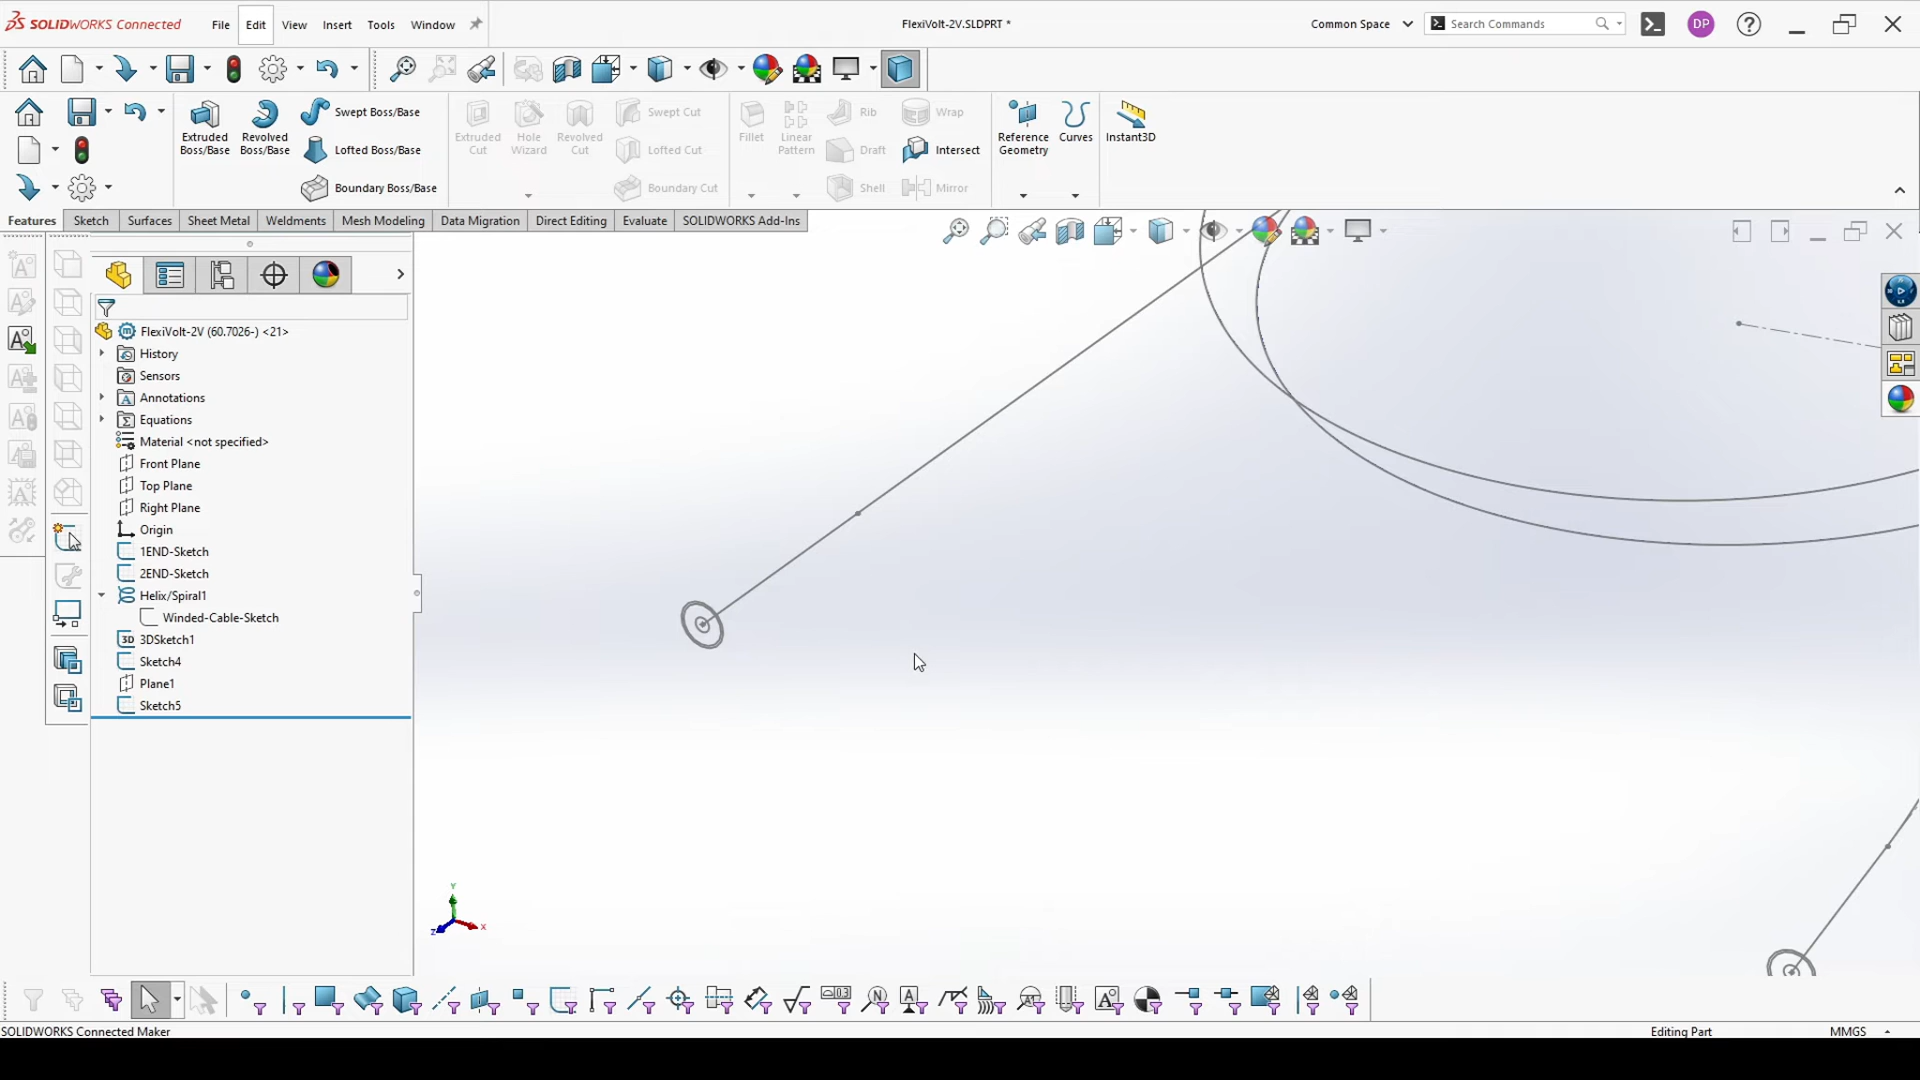 SOLIDWORKS Connected File Edit View Insert Tools Window FlexiVolt-2V.SLDPRT * Common Space Search Commands DP
Extruded Boss/Base
Revolved Boss/Base
Swept Boss/Base
Lofted Boss/Base
Boundary Boss/Base
Extruded Cut
Hole Wizard
Revolved Cut
Swept Cut
Lofted Cut
Boundary Cut
Fillet
Linear Pattern
Rib
Draft
Shell
Wrap
Intersect
Mirror
Reference Geometry
Curves
Instant3D
Features Sketch Surfaces Sheet Metal Weldments Mesh Modeling Data Migration Direct Editing Evaluate SOLIDWORKS Add-Ins
FlexiVolt-2V (60.7026-) <21>
History
Sensors
Annotations
Equations
Material <not specified>
Front Plane
Top Plane
Right Plane
Origin
1END-Sketch
2END-Sketch
Helix/Spiral1
Winded-Cable-Sketch
3D 3DSketch1
Sketch4
Plane1
Sketch5
Y
X
Z
SOLIDWORKS Connected Maker Editing Part MMGS